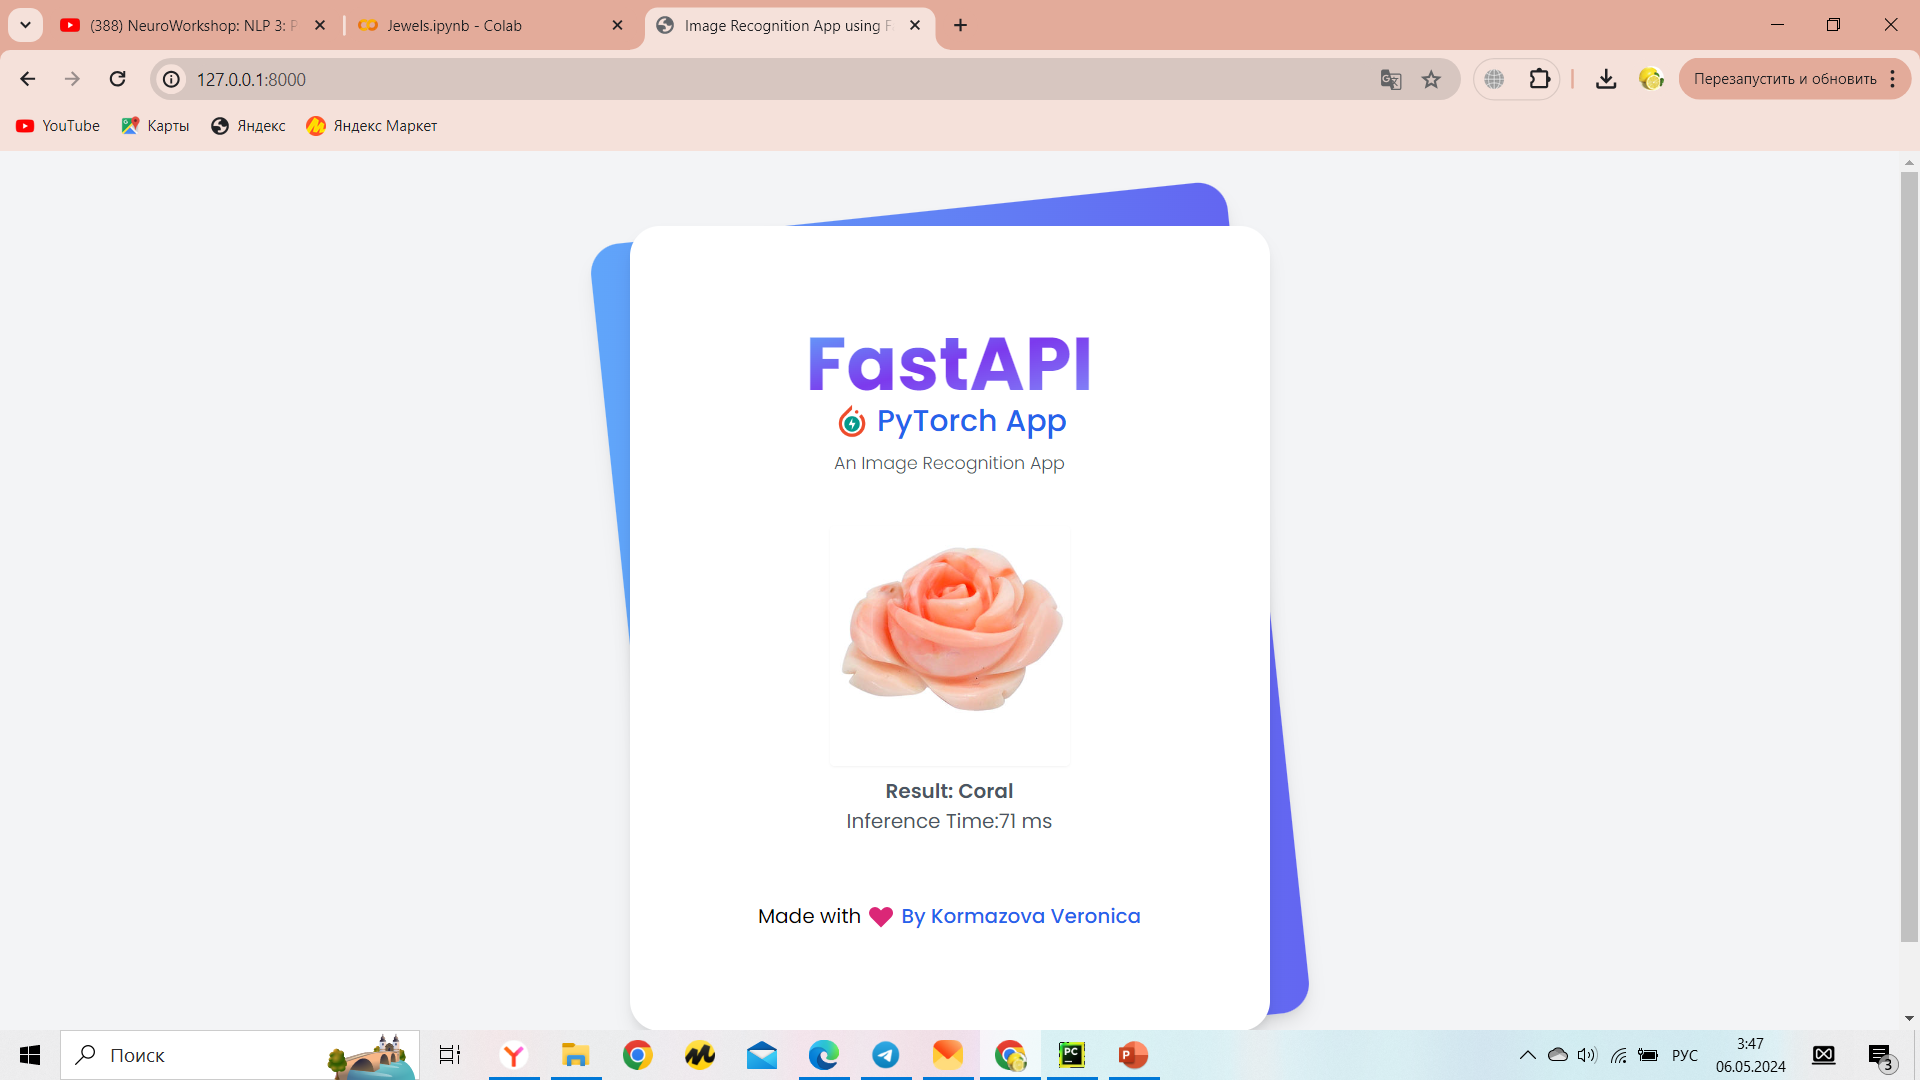 (388) NeuroWorkshop: NLP 3:
Jewels.ipynb - Colab
Image Recognition App using
127.0.0.1:8000
Перезапустить и обновить
YouTube
Карты
Яндекс
Яндекс Маркет
FastAPI
PyTorch App
An Image Recognition App
Result: Coral
Inference Time:71 ms
Made with
By Kormazova Veronica
Поиск
РУС
3:47
06.05.2024
3